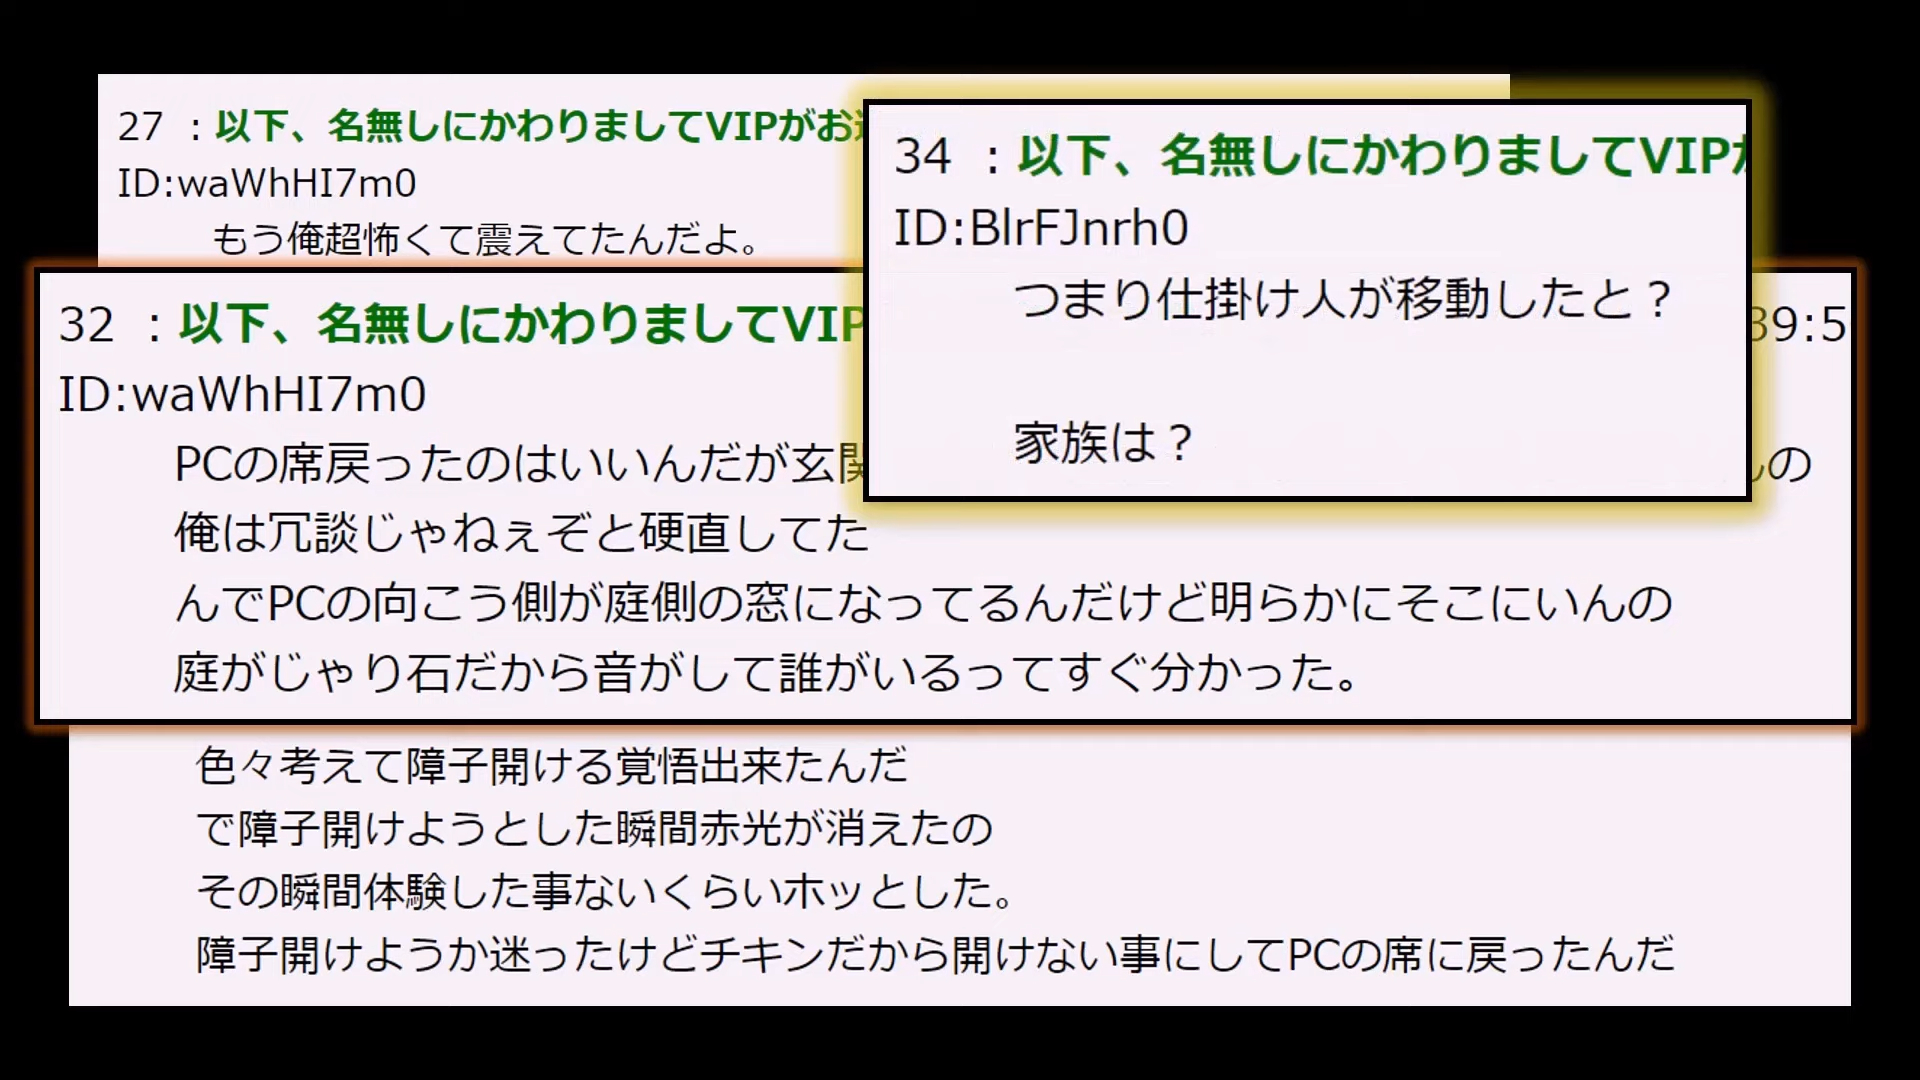 27 ：以下、名無しにかわりましてVIPがお
ID:waWhHI7m0
もう俺超怖くて震えてたんだよ。
34 ：以下、名無しにかわりましてVIP
ID:BlrFJnrh0
つまり仕掛け人が移動したと？
家族は？
32 ：以下、名無しにかわりましてVIP
39:5
ID:waWhHI7m0
PCの席戻ったのはいいんだが玄関
の
俺は冗談じゃねぇぞと硬直してた
んでPCの向こう側が庭側の窓になってるんだけど明らかにそこにいんの
庭がじゃり石だから音がして誰がいるってすぐ分かった。
色々考えて障子開ける覚悟出来たんだ
で障子開けようとした瞬間赤光が消えたの
その瞬間体験した事ないくらいホッとした。
障子開けようか迷ったけどチキンだから開けない事にしてPCの席に戻ったんだ